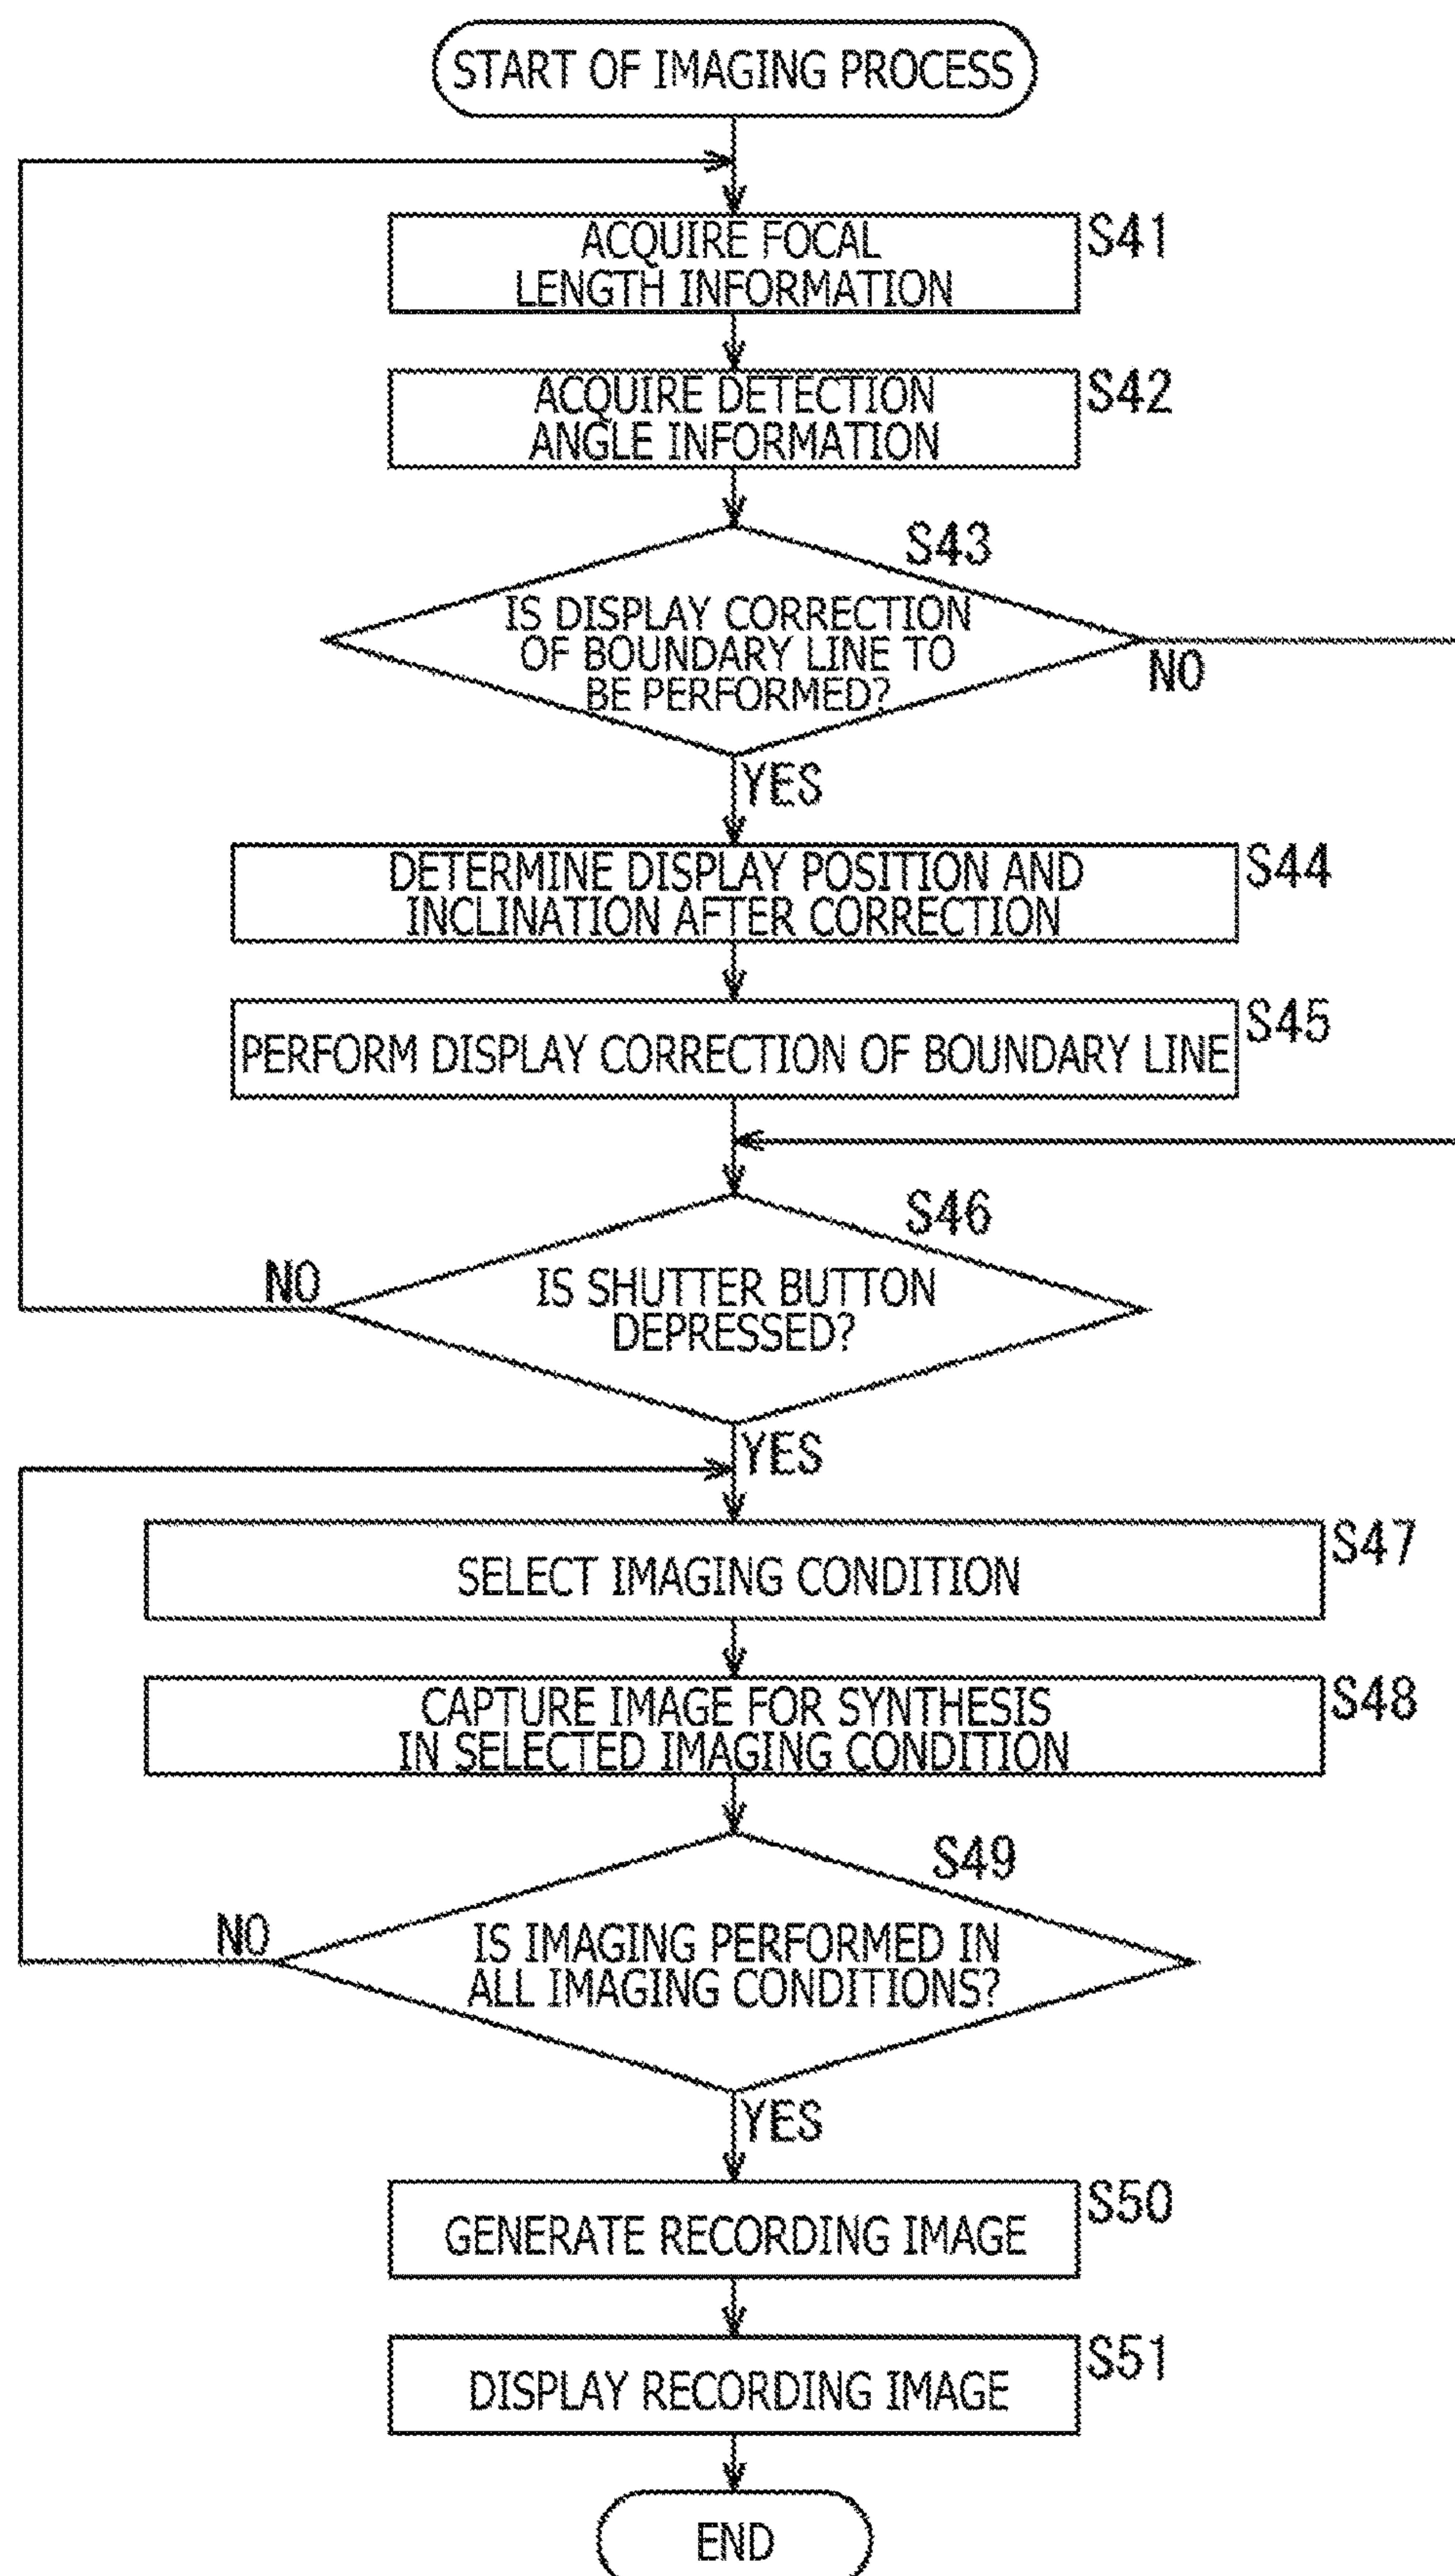 START OF IMAGING PROCESS
ACQUIRE FOCAL
LENGTH INFORMATION
S41
ACQUIRE DETECTION
ANGLE INFORMATION
S42
S43
IS DISPLAY CORRECTION
OF BOUNDARY LINE TO
BE PERFORMED?
NO
YES
DETERMINE DISPLAY POSITION AND
INCLINATION AFTER CORRECTION
S44
PERFORM DISPLAY CORRECTION OF BOUNDARY LINE
S45
S46
IS SHUTTER BUTTON
DEPRESSED?
NO
YES
SELECT IMAGING CONDITION
S47
CAPTURE IMAGE FOR SYNTHESIS
IN SELECTED IMAGING CONDITION
S48
S49
IS IMAGING PERFORMED IN
ALL IMAGING CONDITIONS?
NO
YES
GENERATE RECORDING IMAGE
S50
DISPLAY RECORDING IMAGE
S51
END